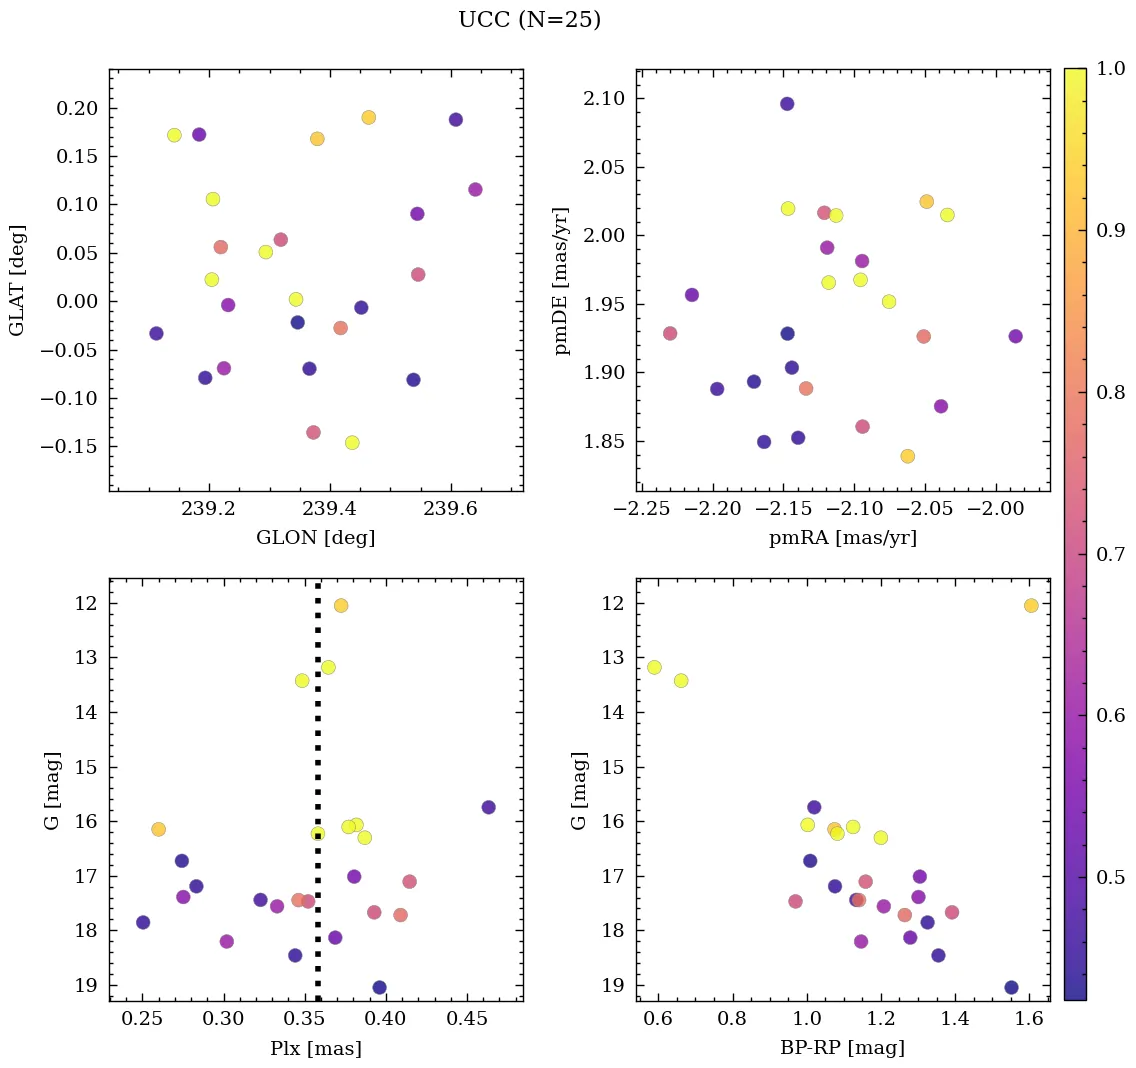 UCC (N=25)
0.20
0.15
0.10
0.05
0.00
−0.05
−0.10
−0.15
GLAT [deg]
239.2 239.4 239.6
GLON [deg]
2.10
2.05
2.00
1.95
1.90
1.85
pmDE [mas/yr]
−2.25 −2.20 −2.15 −2.10 −2.05 −2.00
pmRA [mas/yr]
12
13
14
15
16
17
18
19
G [mag]
0.25 0.30 0.35 0.40 0.45
Plx [mas]
12
13
14
15
16
17
18
19
G [mag]
0.6 0.8 1.0 1.2 1.4 1.6
BP-RP [mag]
1.0
0.9
0.8
0.7
0.6
0.5